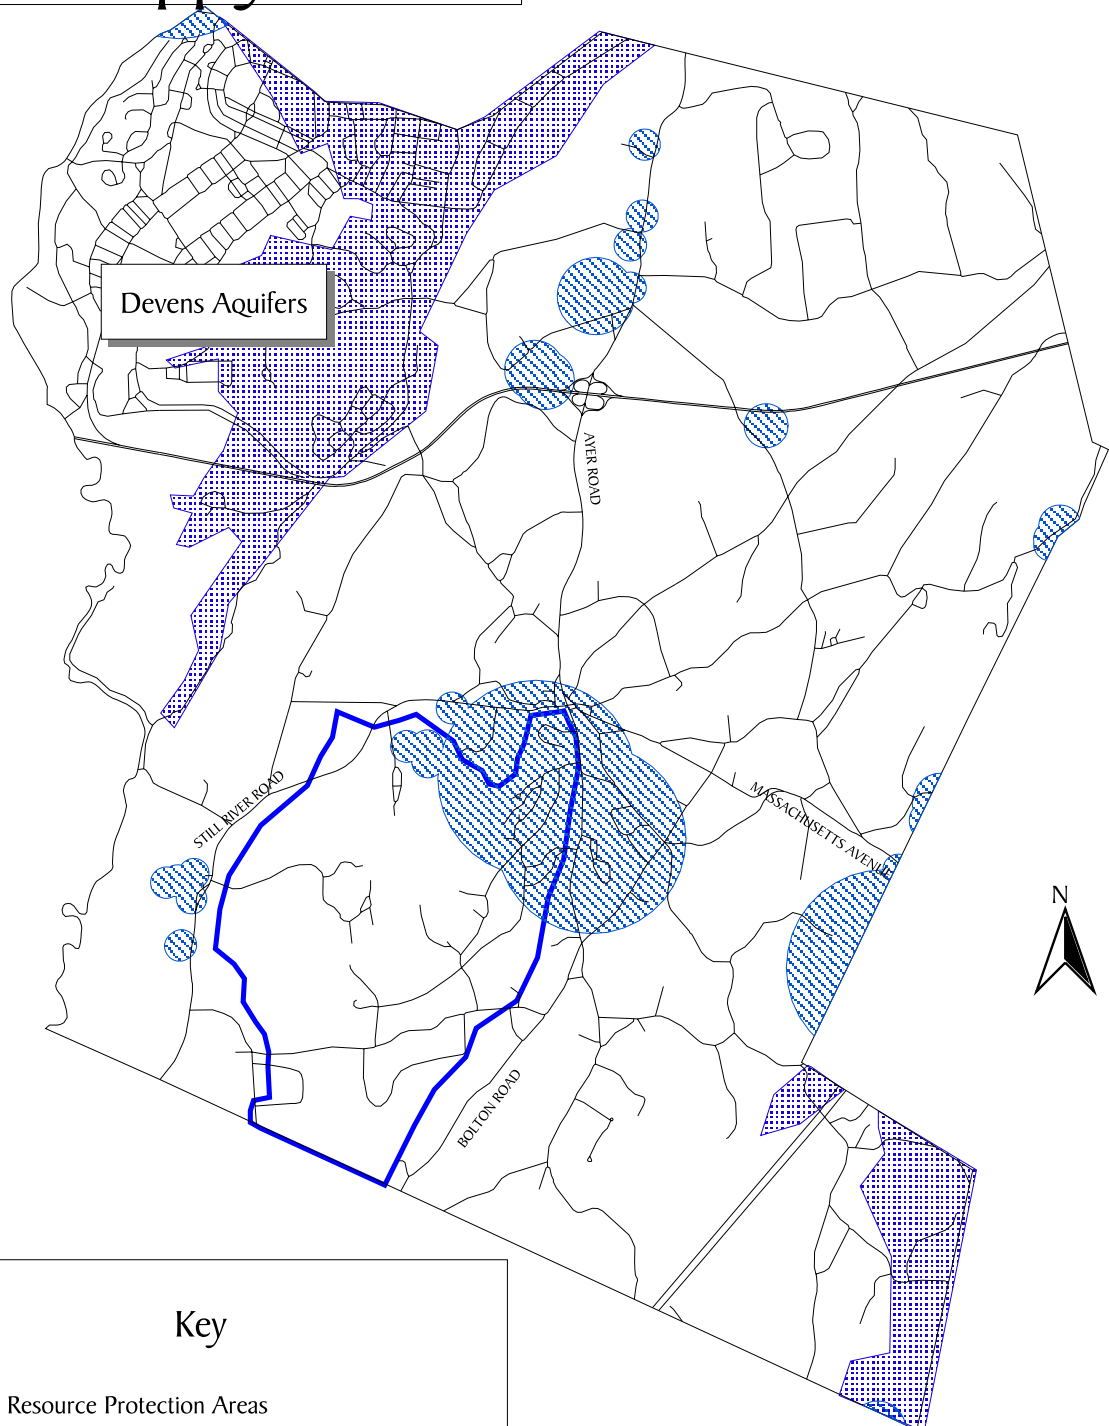 Devens Aquifers
AYER ROAD
STILL RIVER ROAD
MASSACHUSETTS AVENUE
N
BOLTON ROAD
Key
Resource Protection Areas